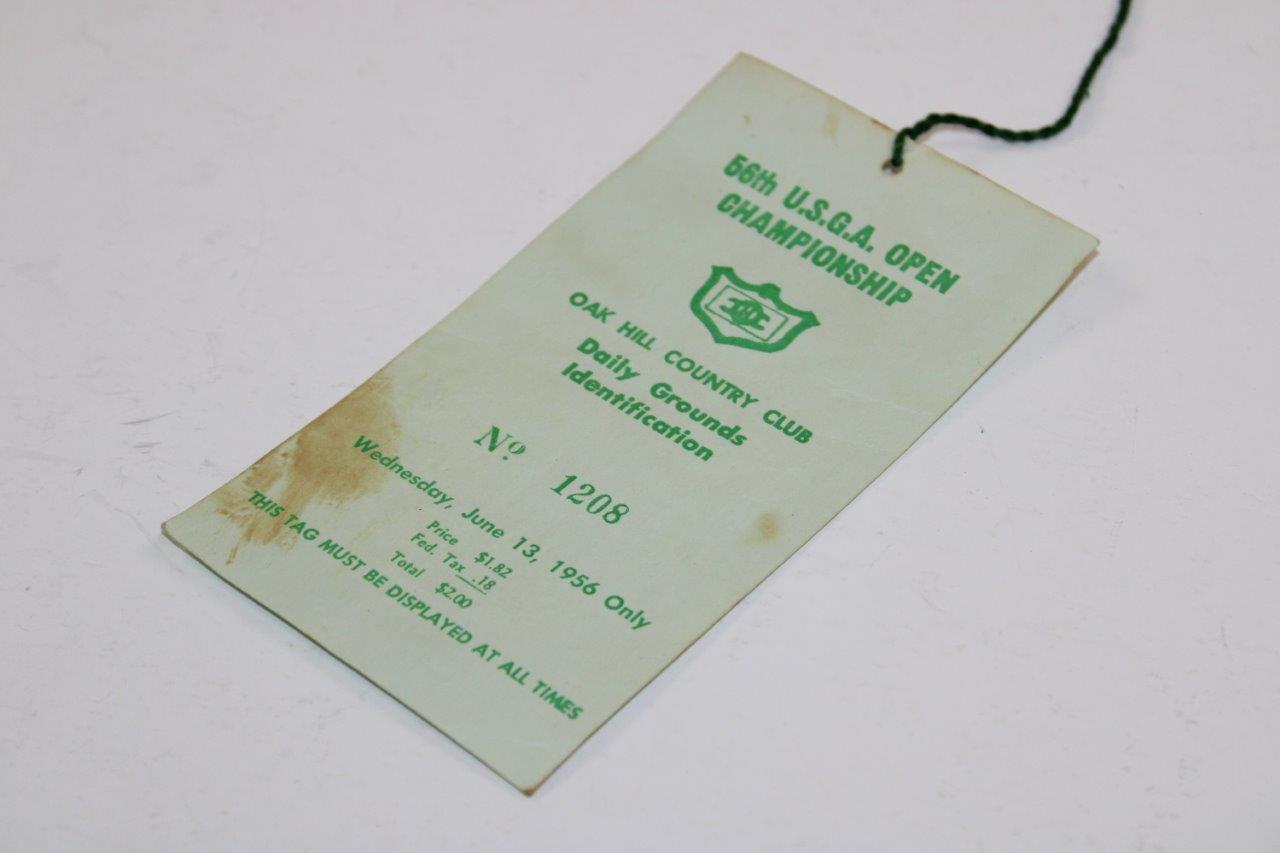 56th U.S.G.A. OPEN
CHAMPIONSHIP
OAK HILL COUNTRY CLUB
Daily Grounds
Identification
Nº 1208
Wednesday, June 13, 1956 Only
Price $1.82
Fed. Tax .18
Total $2.00
THIS TAG MUST BE DISPLAYED AT ALL TIMES